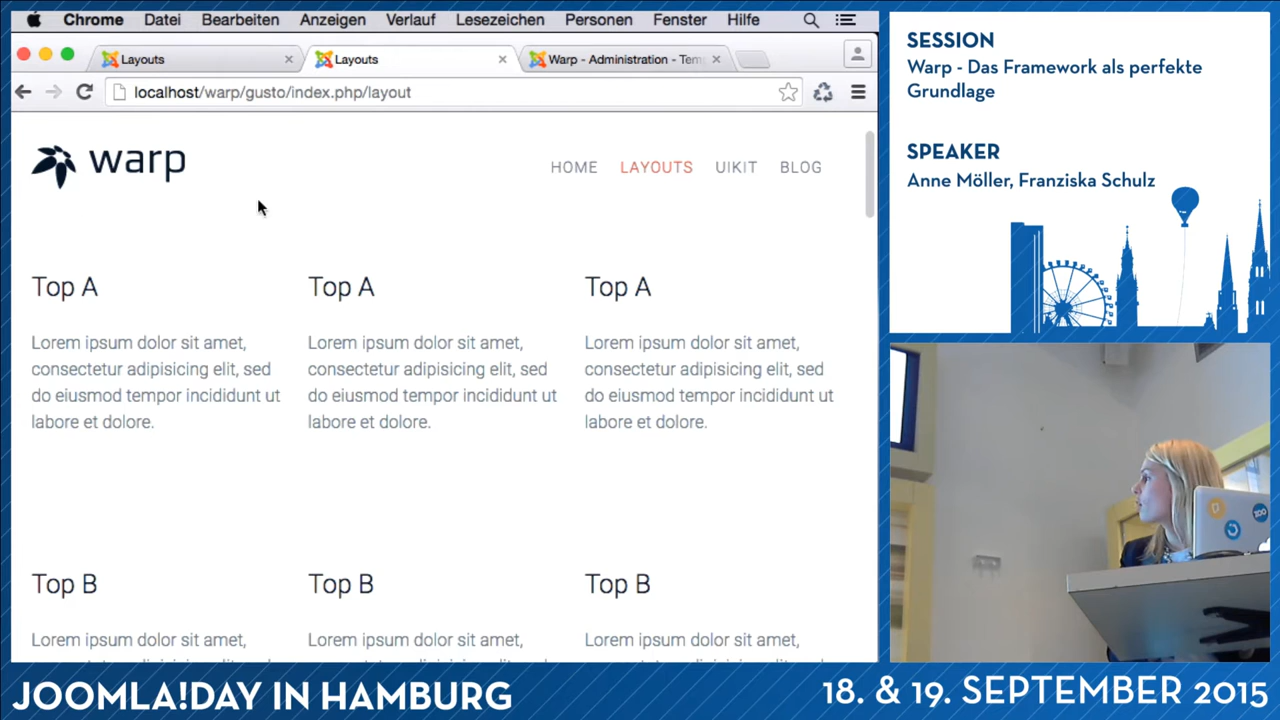 Chrome Datei Bearbeiten Anzeigen Verlauf Lesezeichen Personen Fenster Hilfe
Layouts
Layouts
Warp - Administration - Tem
localhost/warp/gusto/index.php/layout
warp
HOME LAYOUTS UIKIT BLOG
Top A
Lorem ipsum dolor sit amet,
consectetur adipisicing elit, sed
do eiusmod tempor incididunt ut
labore et dolore.
Top A
Lorem ipsum dolor sit amet,
consectetur adipisicing elit, sed
do eiusmod tempor incididunt ut
labore et dolore.
Top A
Lorem ipsum dolor sit amet,
consectetur adipisicing elit, sed
do eiusmod tempor incididunt ut
labore et dolore.
Top B
Lorem ipsum dolor sit amet,
Top B
Lorem ipsum dolor sit amet,
Top B
Lorem ipsum dolor sit amet,
SESSION
Warp - Das Framework als perfekte
Grundlage
SPEAKER
Anne Möller, Franziska Schulz
ZOO
JOOMLA!DAY IN HAMBURG
18. & 19. SEPTEMBER 2015